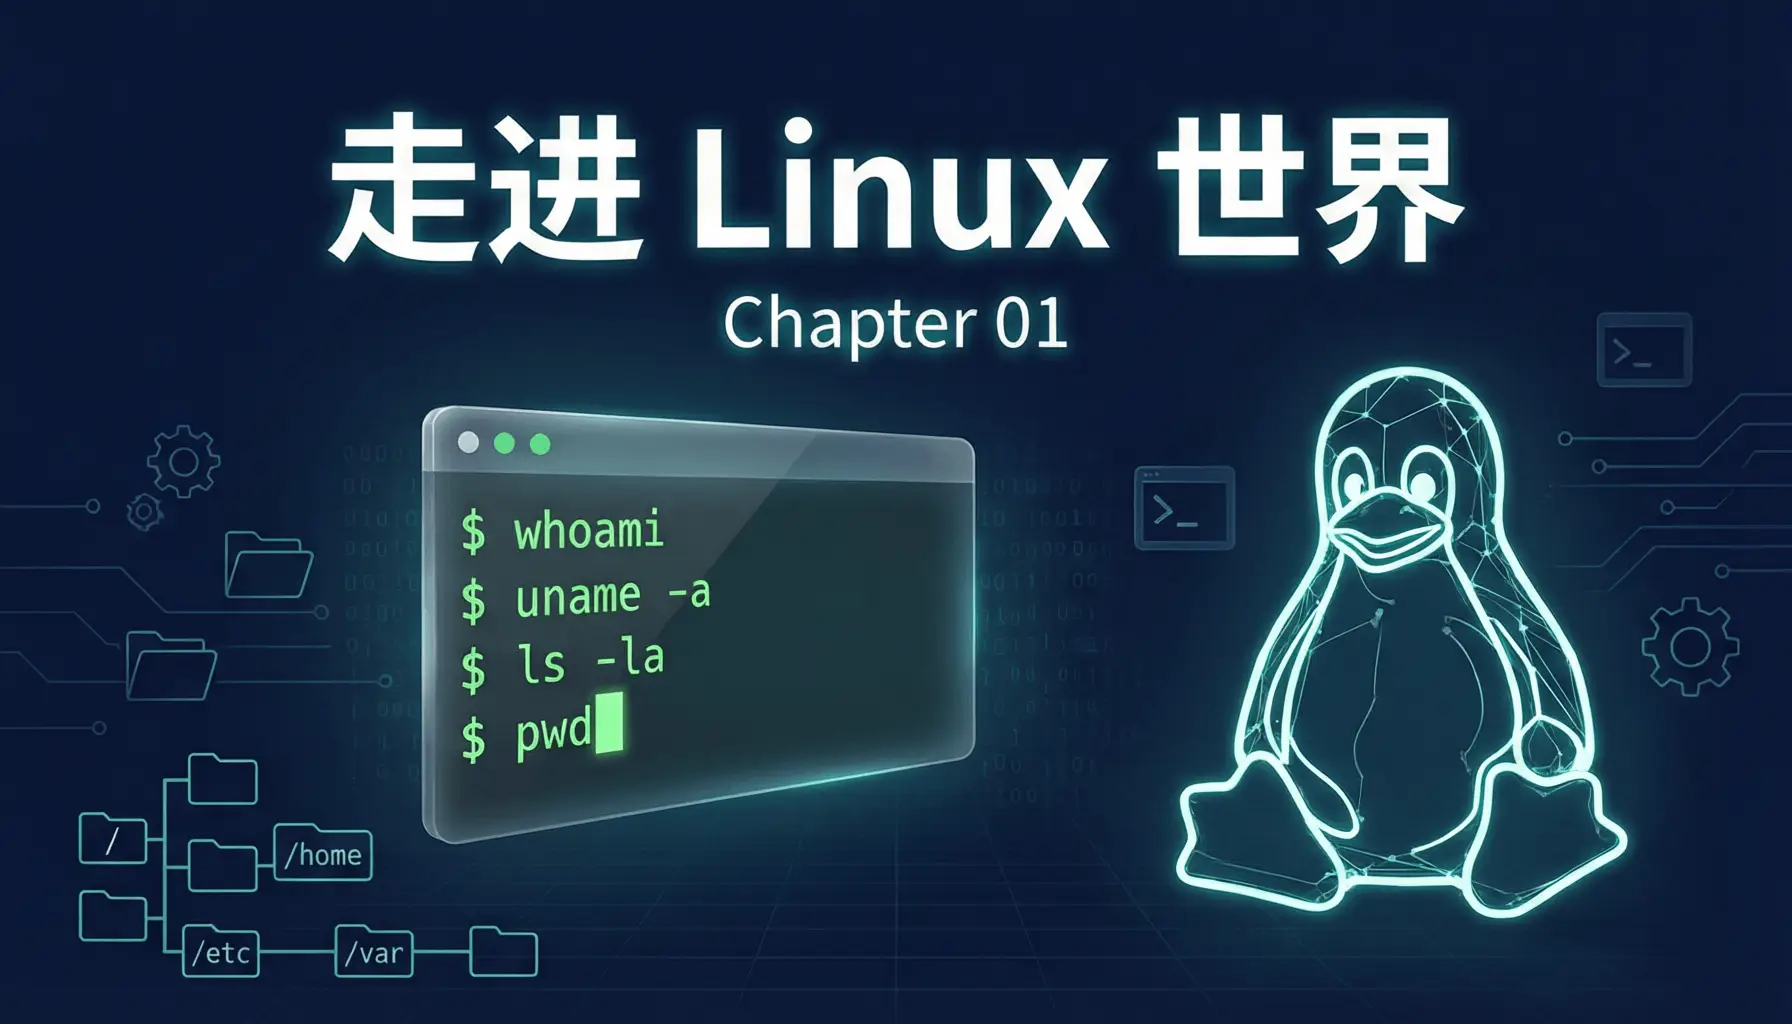 走进 Linux 世界
Chapter 01
>_
>_
$ whoami
$ uname -a
$ ls -la
$ pwd
/
/home
/etc
/var